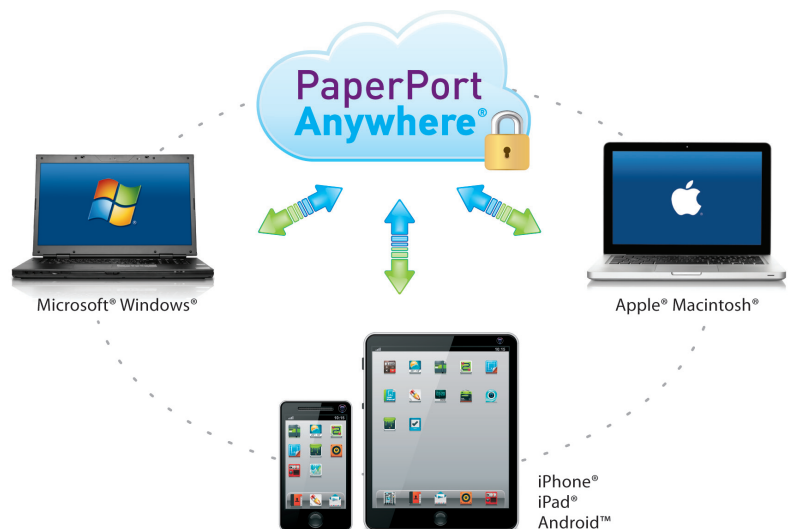 PaperPort
Anywhere®
Microsoft® Windows®
Apple® Macintosh®
iPhone®
iPad®
Android™